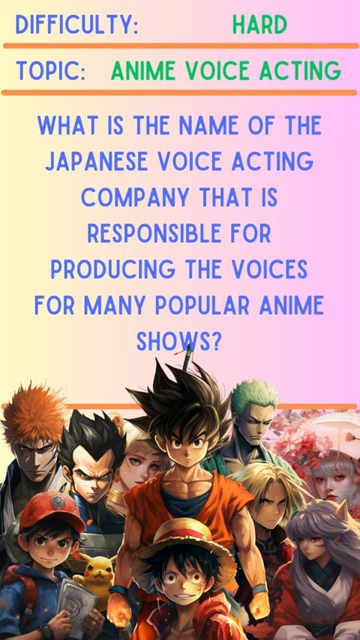 DIFFICULTY: HARD
TOPIC: ANIME VOICE ACTING
WHAT IS THE NAME OF THE
JAPANESE VOICE ACTING
COMPANY THAT IS
RESPONSIBLE FOR
PRODUCING THE VOICES
FOR MANY POPULAR ANIME
SHOWS?